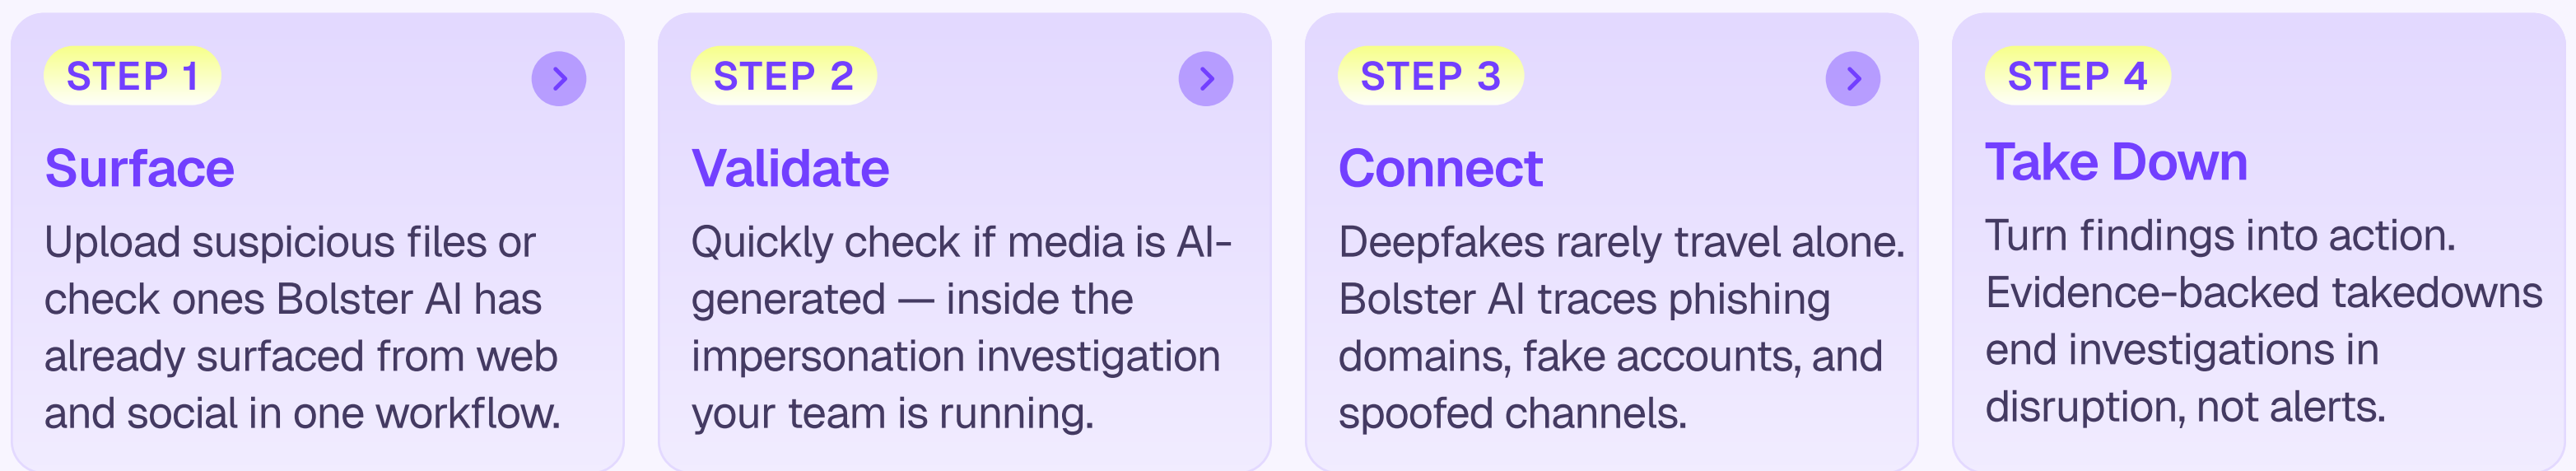 STEP 1
Surface
Upload suspicious files or
check ones Bolster AI has
already surfaced from web
and social in one workflow.
STEP 2
Validate
Quickly check if media is AI-
generated — inside the
impersonation investigation
your team is running.
STEP 3
Connect
Deepfakes rarely travel alone.
Bolster AI traces phishing
domains, fake accounts, and
spoofed channels.
STEP 4
Take Down
Turn findings into action.
Evidence-backed takedowns
end investigations in
disruption, not alerts.